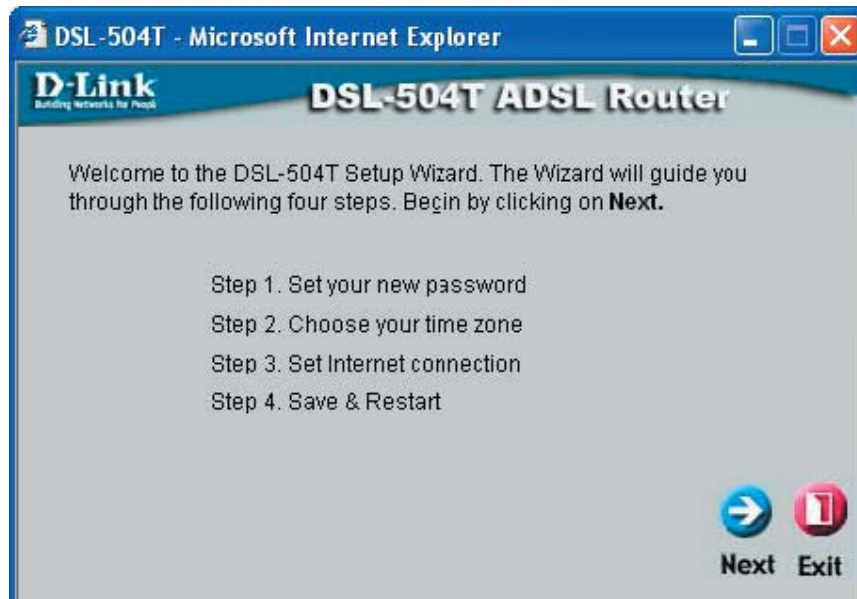 DSL-504T - Microsoft Internet Explorer
D-Link
Building Networks for People
DSL-504T ADSL Router
Welcome to the DSL-504T Setup Wizard. The Wizard will guide you
through the following four steps. Begin by clicking on Next.
Step 1. Set your new password
Step 2. Choose your time zone
Step 3. Set Internet connection
Step 4. Save & Restart
Next Exit